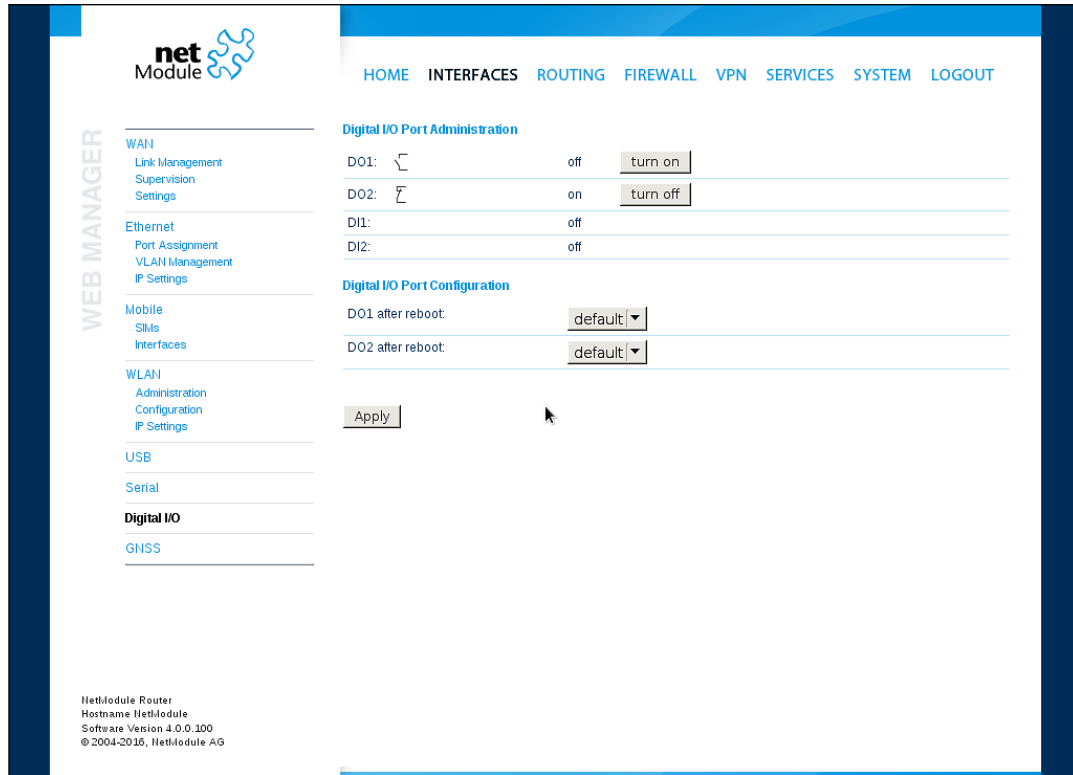 net
Module
HOME INTERFACES ROUTING FIREWALL VPN SERVICES SYSTEM LOGOUT
WEB MANAGER
WAN
Link Management
Supervision
Settings
Ethernet
Port Assignment
VLAN Management
IP Settings
Mobile
SIMs
Interfaces
WLAN
Administration
Configuration
IP Settings
USB
Serial
Digital I/O
GNSS
Digital I/O Port Administration
DO1: off turn on
DO2: on turn off
DI1: off
DI2: off
Digital I/O Port Configuration
DO1 after reboot: default
DO2 after reboot: default
Apply
NetModule Router
Hostname NetModule
Software Version 4.0.0.100
© 2004-2016, NetModule AG